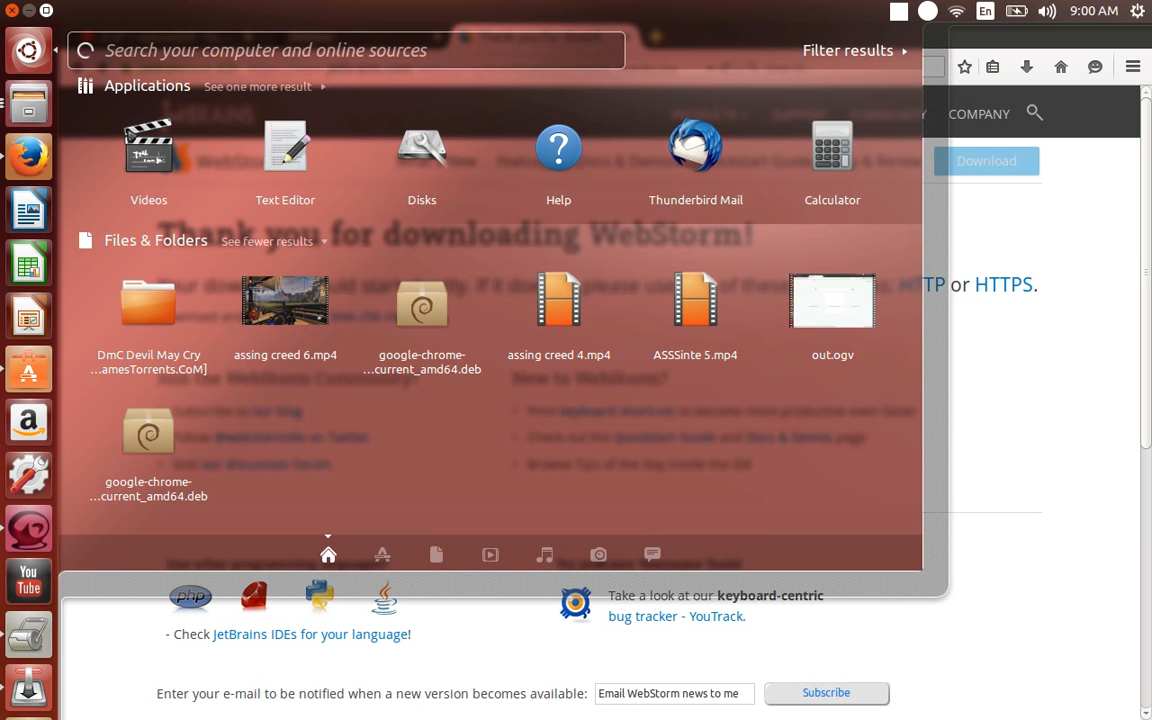 En
9:00 AM
Search your computer and online sources
Filter results
Applications
See one more result
COMPANY
Download
Videos
Text Editor
Disks
Help
Thunderbird Mail
Calculator
Files & Folders
See fewer results
Thank you for downloading WebStorm!
HTTP or HTTPS.
DmC Devil May Cry
...amesTorrents.CoM]
assing creed 6.mp4
google-chrome-
...current_amd64.deb
assing creed 4.mp4
ASSSinte 5.mp4
out.ogv
google-chrome-
...current_amd64.deb
php
You
Tube
Java
Take a look at our keyboard-centric
bug tracker - YouTrack.
- Check JetBrains IDEs for your language!
Enter your e-mail to be notified when a new version becomes available:
Email WebStorm news to me
Subscribe